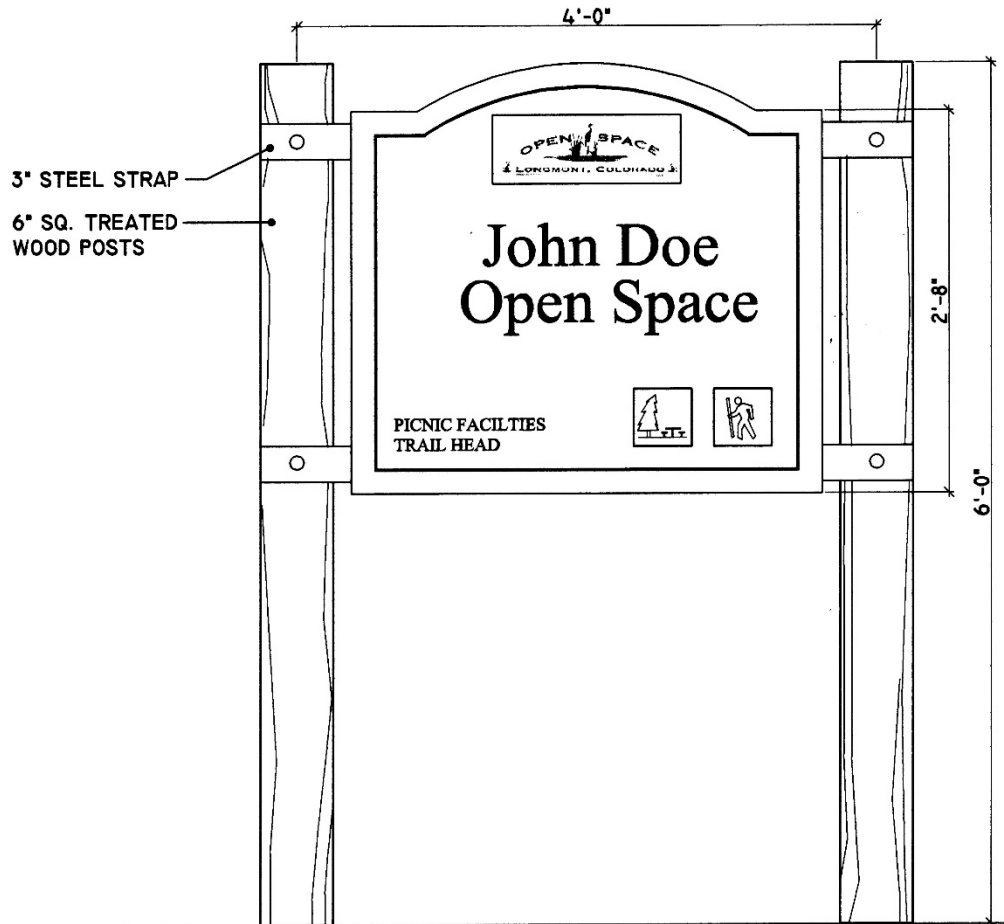 4'-0"
3" STEEL STRAP
6" SQ. TREATED
WOOD POSTS
OPEN SPACE
LONGMONT, COLORADO
John Doe
Open Space
PICNIC FACILTIES
TRAIL HEAD
2'-8"
6'-0"